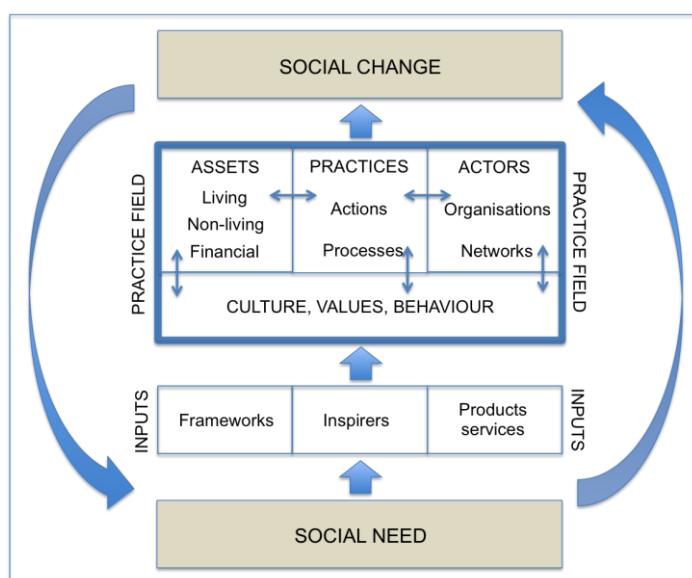 SOCIAL CHANGE
PRACTICE FIELD
ASSETS
Living
Non-living
Financial
PRACTICES
Actions
Processes
ACTORS
Organisations
Networks
PRACTICE FIELD
CULTURE, VALUES, BEHAVIOUR
INPUTS
Frameworks
Inspirers
Products
services
INPUTS
SOCIAL NEED